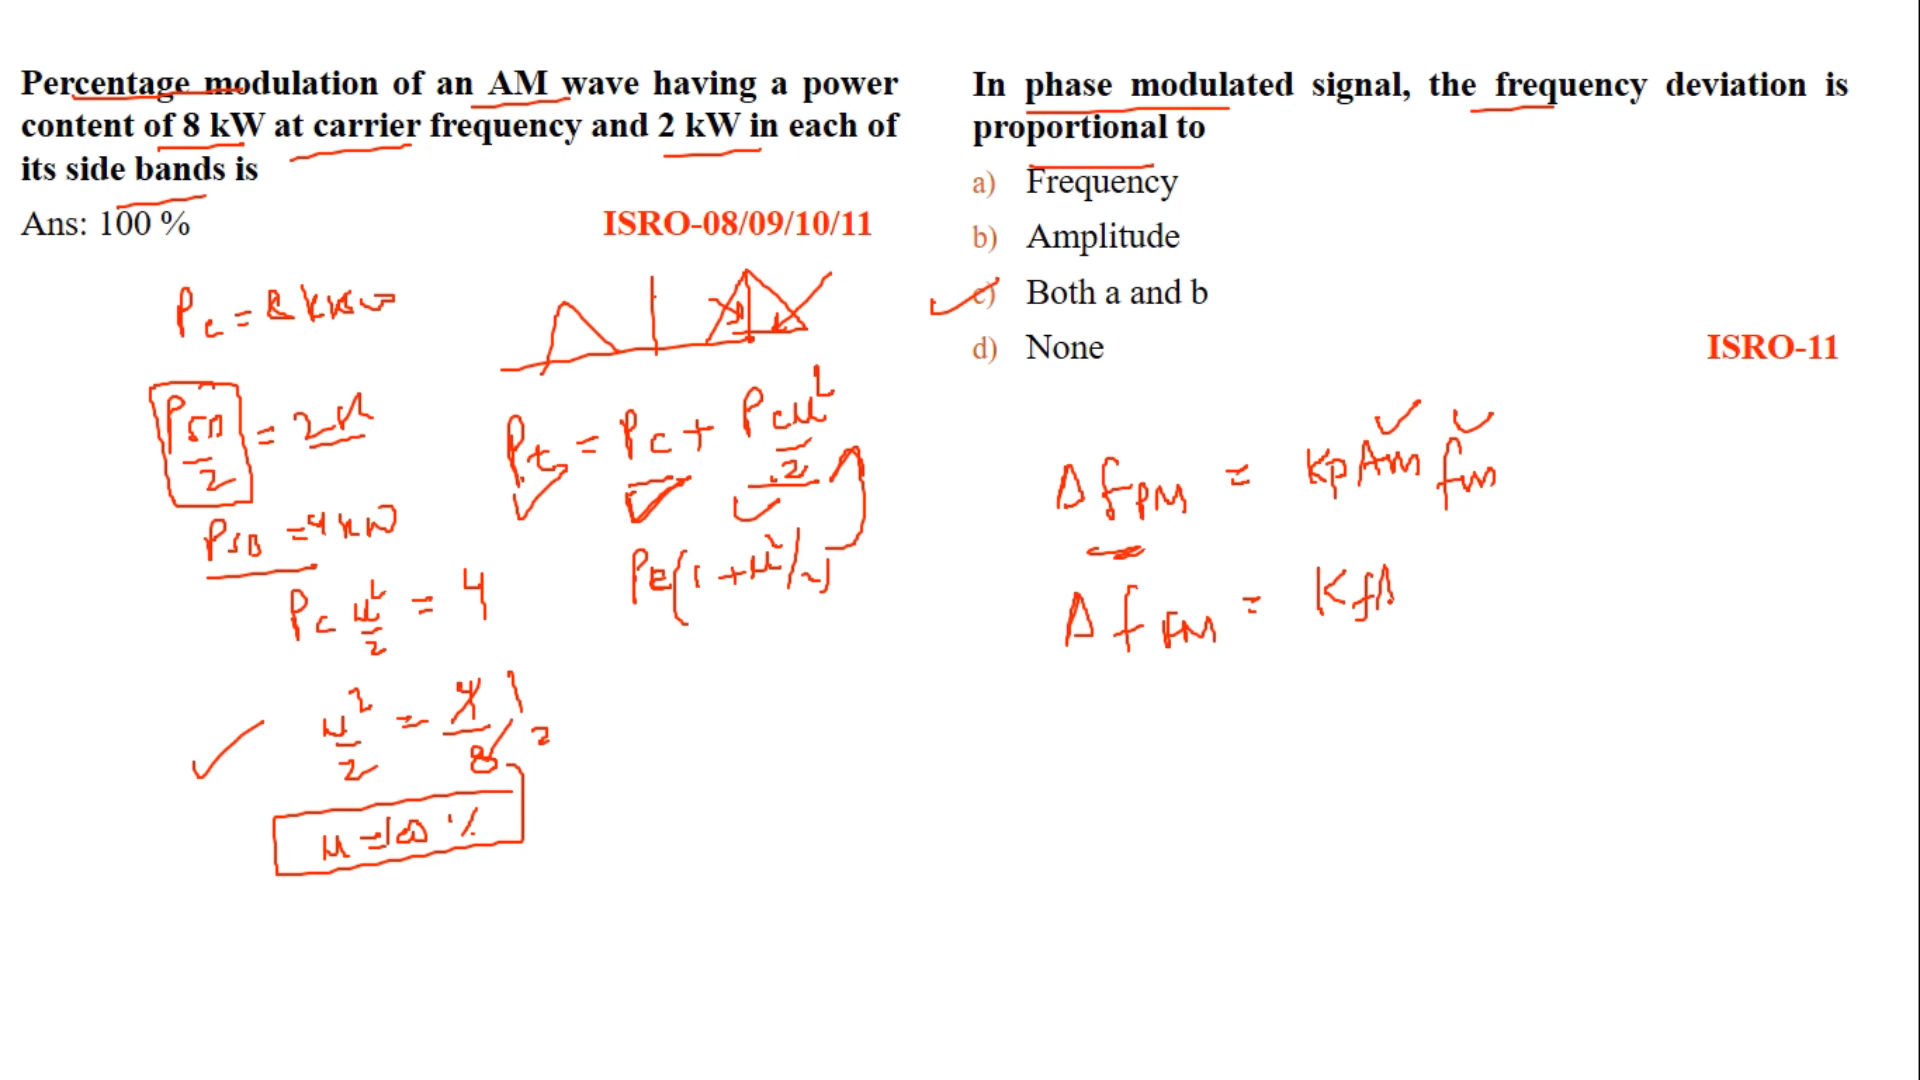 Percentage modulation of an AM wave having a power
content of 8 kW at carrier frequency and 2 kW in each of
its side bands is
Ans: 100 %
ISRO-08/09/10/11
Pc = 8 kW
PSB/2 = 2k
PSB = 4 kW
Pc μ²/2 = 4
μ²/2 = 4/8 1/2
μ = 100 %
Pt = Pc + Pcμ²/2
Pc(1 + μ²/2)
In phase modulated signal, the frequency deviation is
proportional to
a) Frequency
b) Amplitude
c) Both a and b
d) None
ISRO-11
Δf PM = Kp Am fm
Δf FM = Kf A